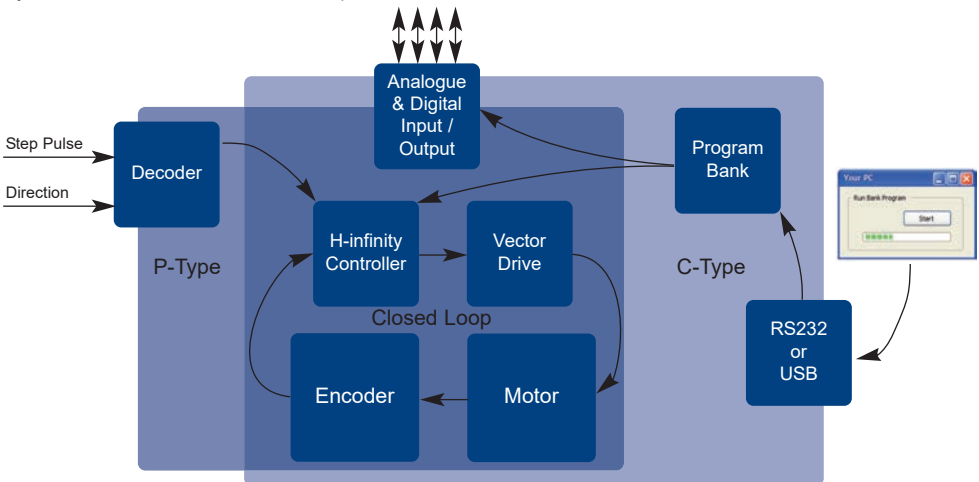 Analogue
& Digital
Input /
Output
Step Pulse
Direction
Decoder
Program
Bank
Your PC
Run Bank Program
Start
H-infinity
Controller
Vector
Drive
P-Type
C-Type
Closed Loop
RS232
or
USB
Encoder
Motor